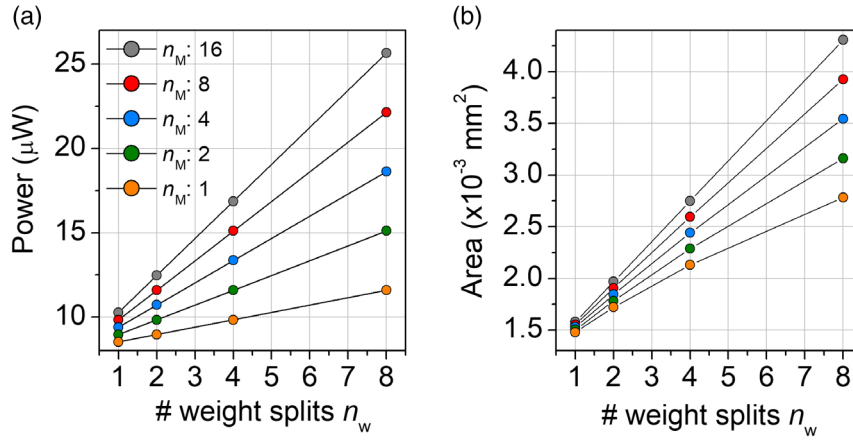 (a)
Power (μW)
25
20
15
10
n_M: 16
n_M: 8
n_M: 4
n_M: 2
n_M: 1
1 2 3 4 5 6 7 8
# weight splits n_w
(b)
Area (x10⁻³ mm²)
4.0
3.5
3.0
2.5
2.0
1.5
1 2 3 4 5 6 7 8
# weight splits n_w